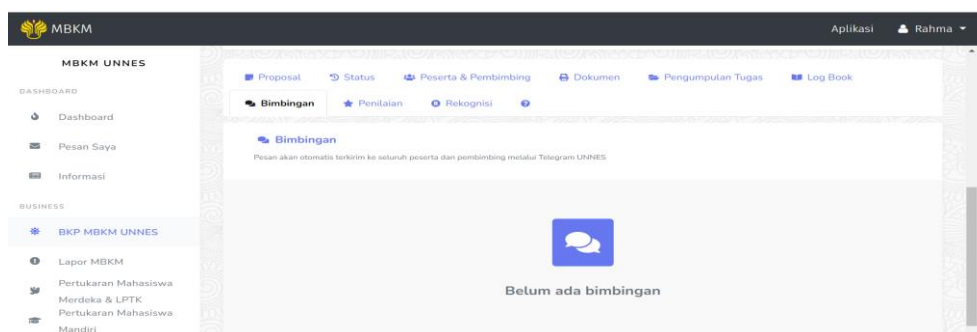 MBKM
Aplikasi
Rahma
MBKM UNNES
DASHBOARD
Dashboard
Pesan Saya
Informasi
BUSINESS
BKP MBKM UNNES
Lapor MBKM
Pertukaran Mahasiswa
Merdeka & LPTK
Pertukaran Mahasiswa
Mandiri
Proposal Status Peserta & Pembimbing Dokumen Pengumpulan Tugas Log Book
Bimbingan Penilaian Rekognisi
Bimbingan
Pesan akan otomatis terkirim ke seluruh peserta dan pembimbing melalui Telegram UNNES
Belum ada bimbingan